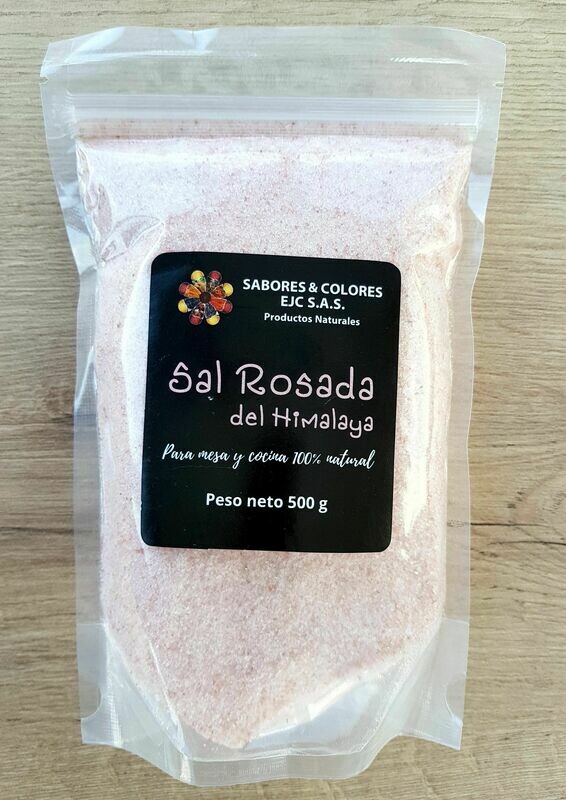 SABORES & COLORES
EJC S.A.S.
Productos Naturales
Sal Rosada
del Himalaya
Para mesa y cocina 100% natural
Peso neto 500 g